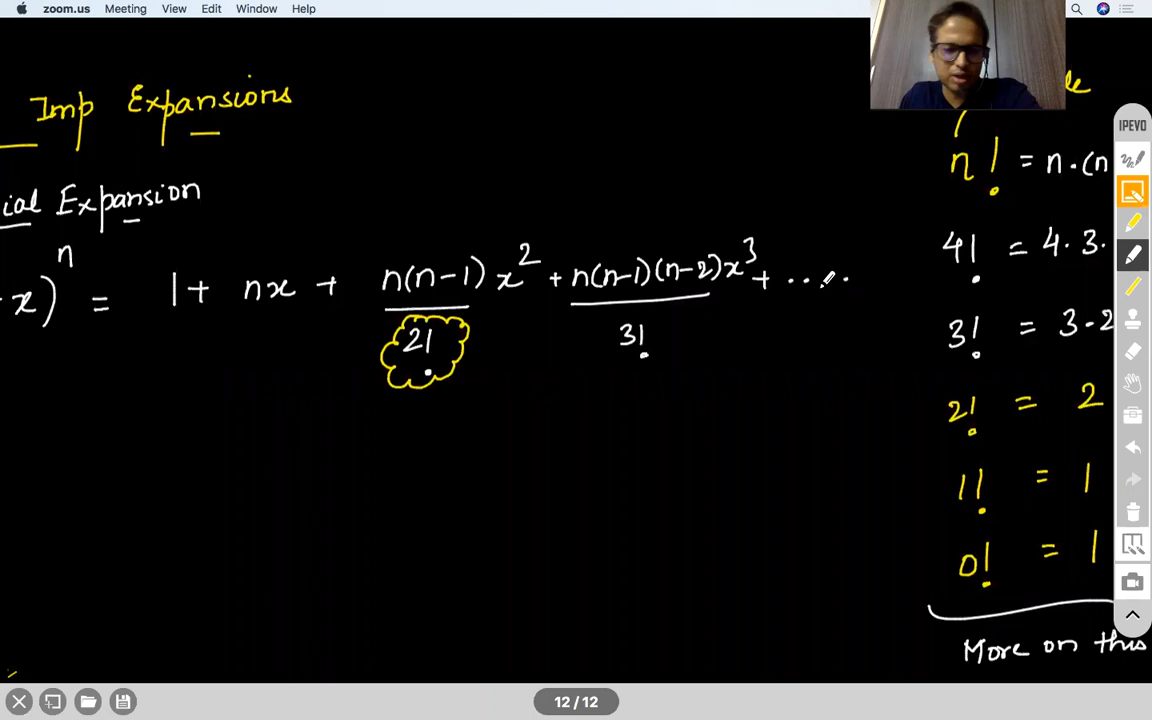 zoom.us Meeting View Edit Window Help
Imp Expansions
ial Expansion
x)^n = 1 + nx + n(n-1)/2! x^2 + n(n-1)(n-2)/3! x^3 + .....
n! = n.(n
4! = 4.3.
3! = 3.2
2! = 2
1! = 1
0! = 1
More on this
IPEVO
12 / 12